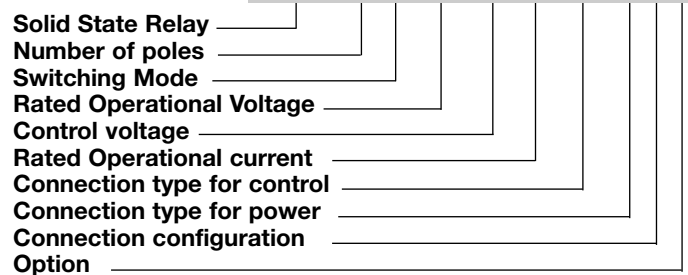 Solid State Relay
Number of poles
Switching Mode
Rated Operational Voltage
Control voltage
Rated Operational current
Connection type for control
Connection type for power
Connection configuration
Option